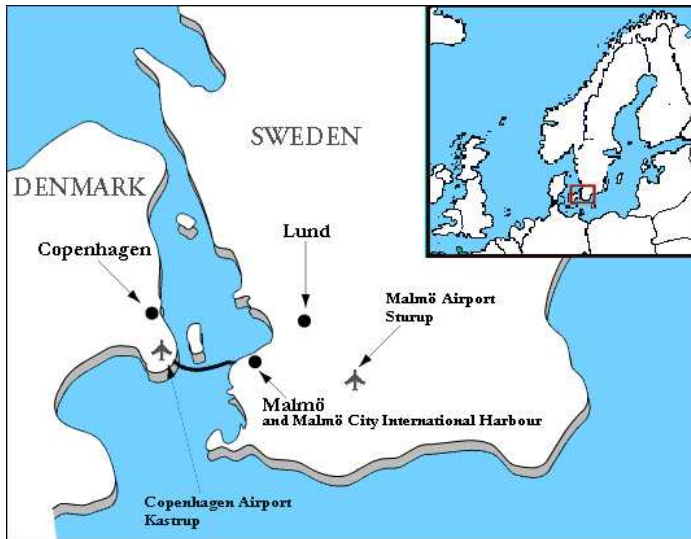 SWEDEN
DENMARK
Copenhagen
Lund
Malmö Airport
Sturup
Malmö
and Malmö City International Harbour
Copenhagen Airport
Kastrup